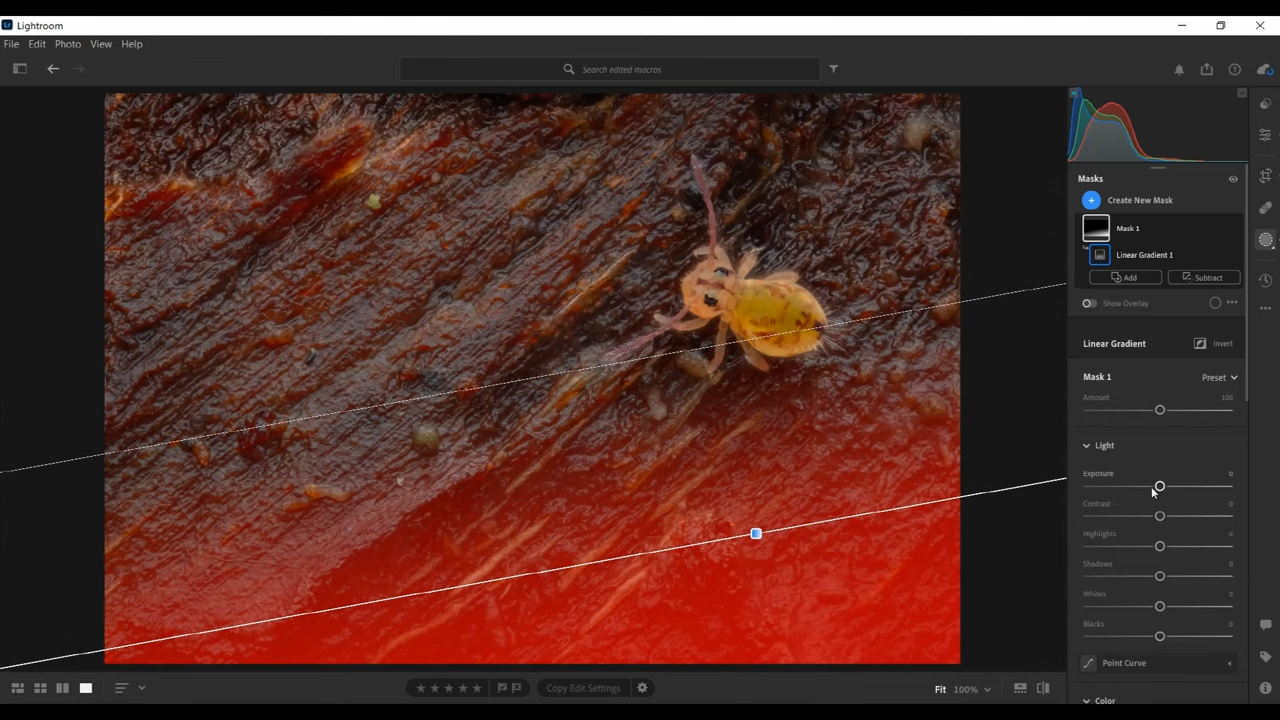 Lr Lightroom
File Edit Photo View Help
Search edited macros
Masks
Create New Mask
Mask 1
Linear Gradient 1
Add Subtract
Show Overlay
Linear Gradient Invert
Mask 1 Preset
Amount 100
Light
Exposure 0
Contrast 0
Highlights 0
Shadows 0
Whites 0
Blacks 0
Point Curve
Color
Copy Edit Settings
Fit 100%